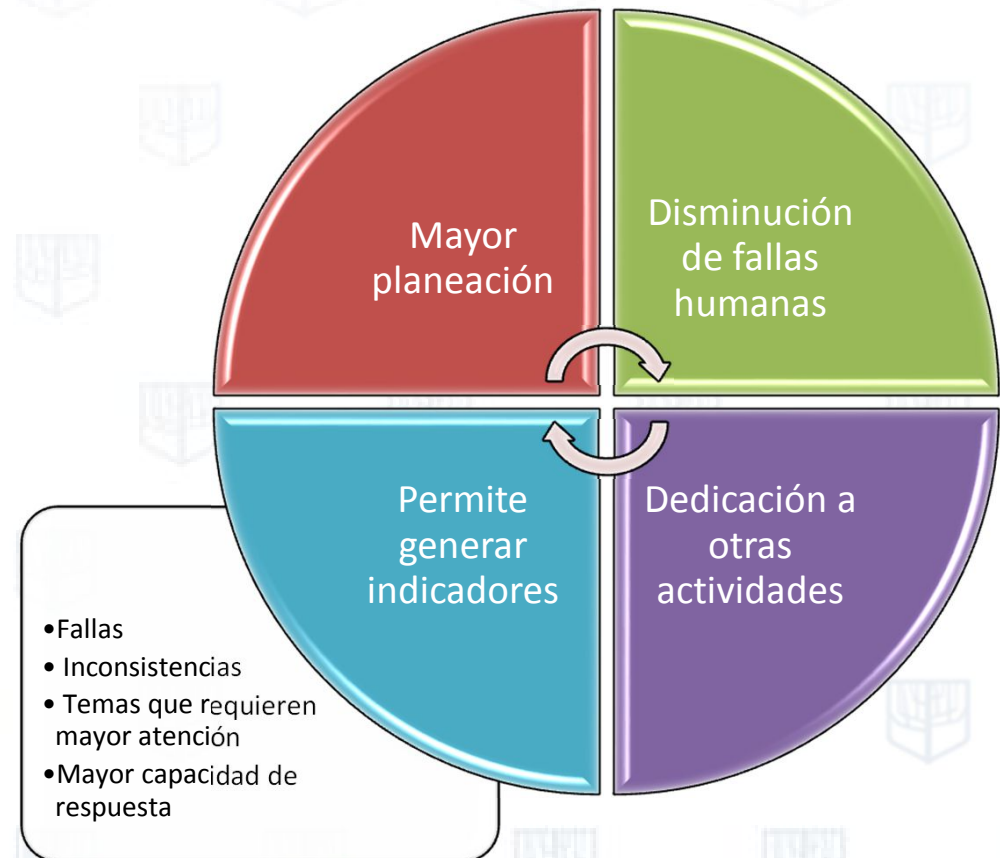 Mayor
planeación
Disminución
de fallas
humanas
Permite
generar
indicadores
Dedicación a
otras
actividades
•Fallas
• Inconsistencias
• Temas que requieren
mayor atención
•Mayor capacidad de
respuesta